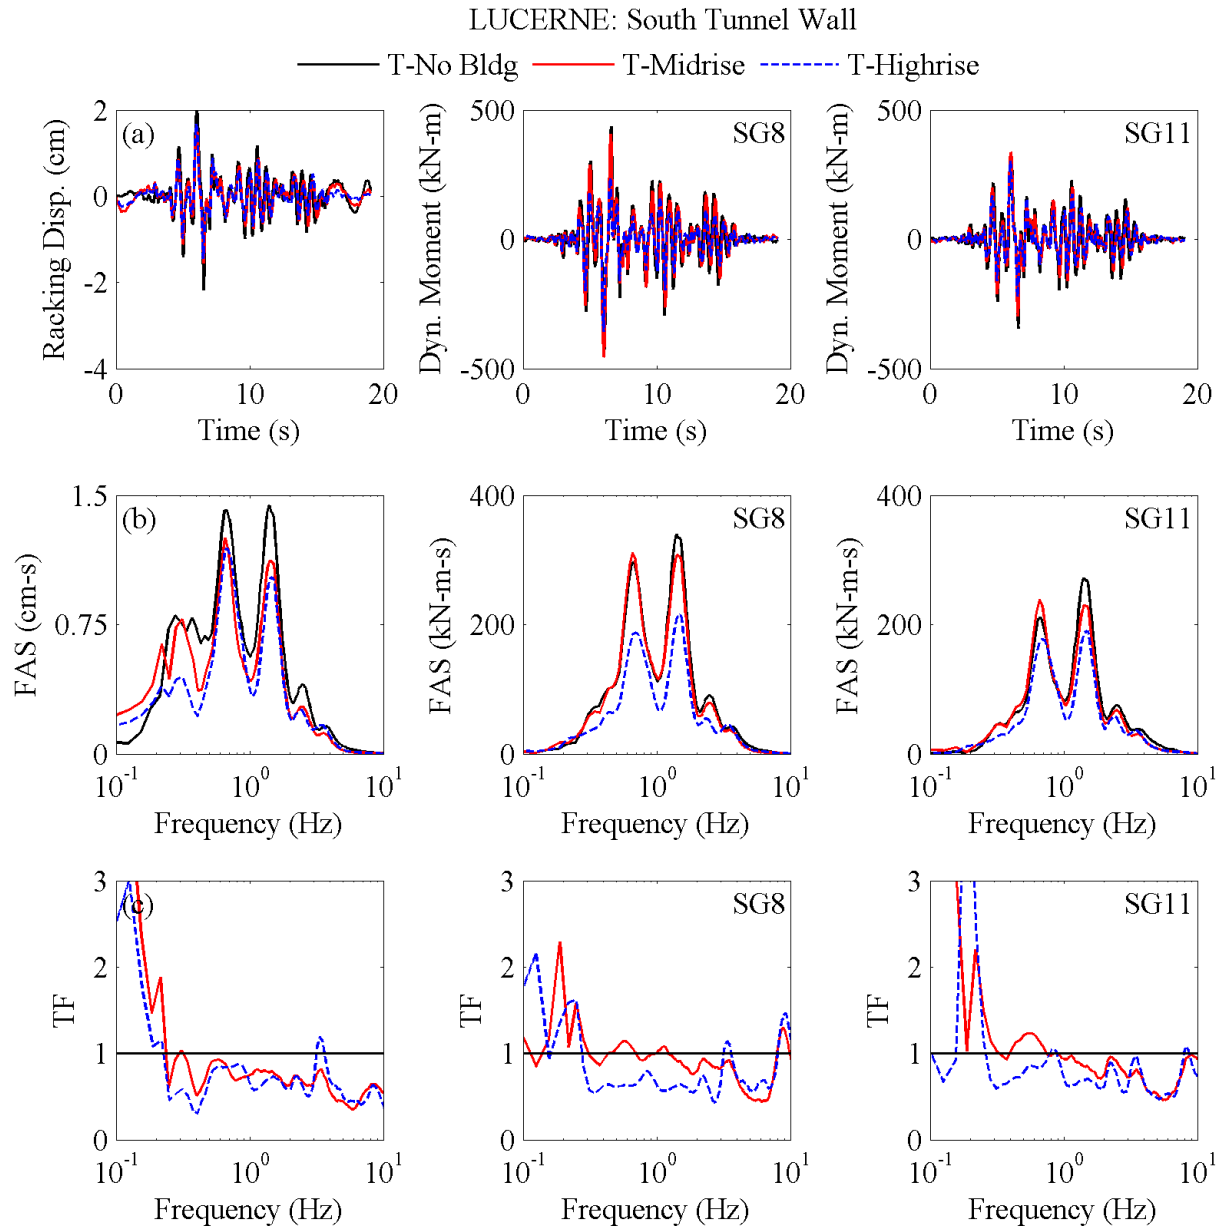 LUCERNE: South Tunnel Wall
T-No Bldg T-Midrise T-Highrise
(a) SG8 SG11
Racking Disp. (cm)
2
0
-2
-4
0 10 20
Time (s)
Dyn. Moment (kN-m)
500
0
-500
0 10 20
Time (s)
Dyn. Moment (kN-m)
500
0
-500
0 10 20
Time (s)
(b) SG8 SG11
FAS (cm-s)
1.5
0.75
0
10⁻¹ 10⁰ 10¹
Frequency (Hz)
FAS (kN-m-s)
400
200
0
10⁻¹ 10⁰ 10¹
Frequency (Hz)
FAS (kN-m-s)
400
200
0
10⁻¹ 10⁰ 10¹
Frequency (Hz)
(c) SG8 SG11
TF
3
2
1
0
10⁻¹ 10⁰ 10¹
Frequency (Hz)
TF
3
2
1
0
10⁻¹ 10⁰ 10¹
Frequency (Hz)
TF
3
2
1
0
10⁻¹ 10⁰ 10¹
Frequency (Hz)